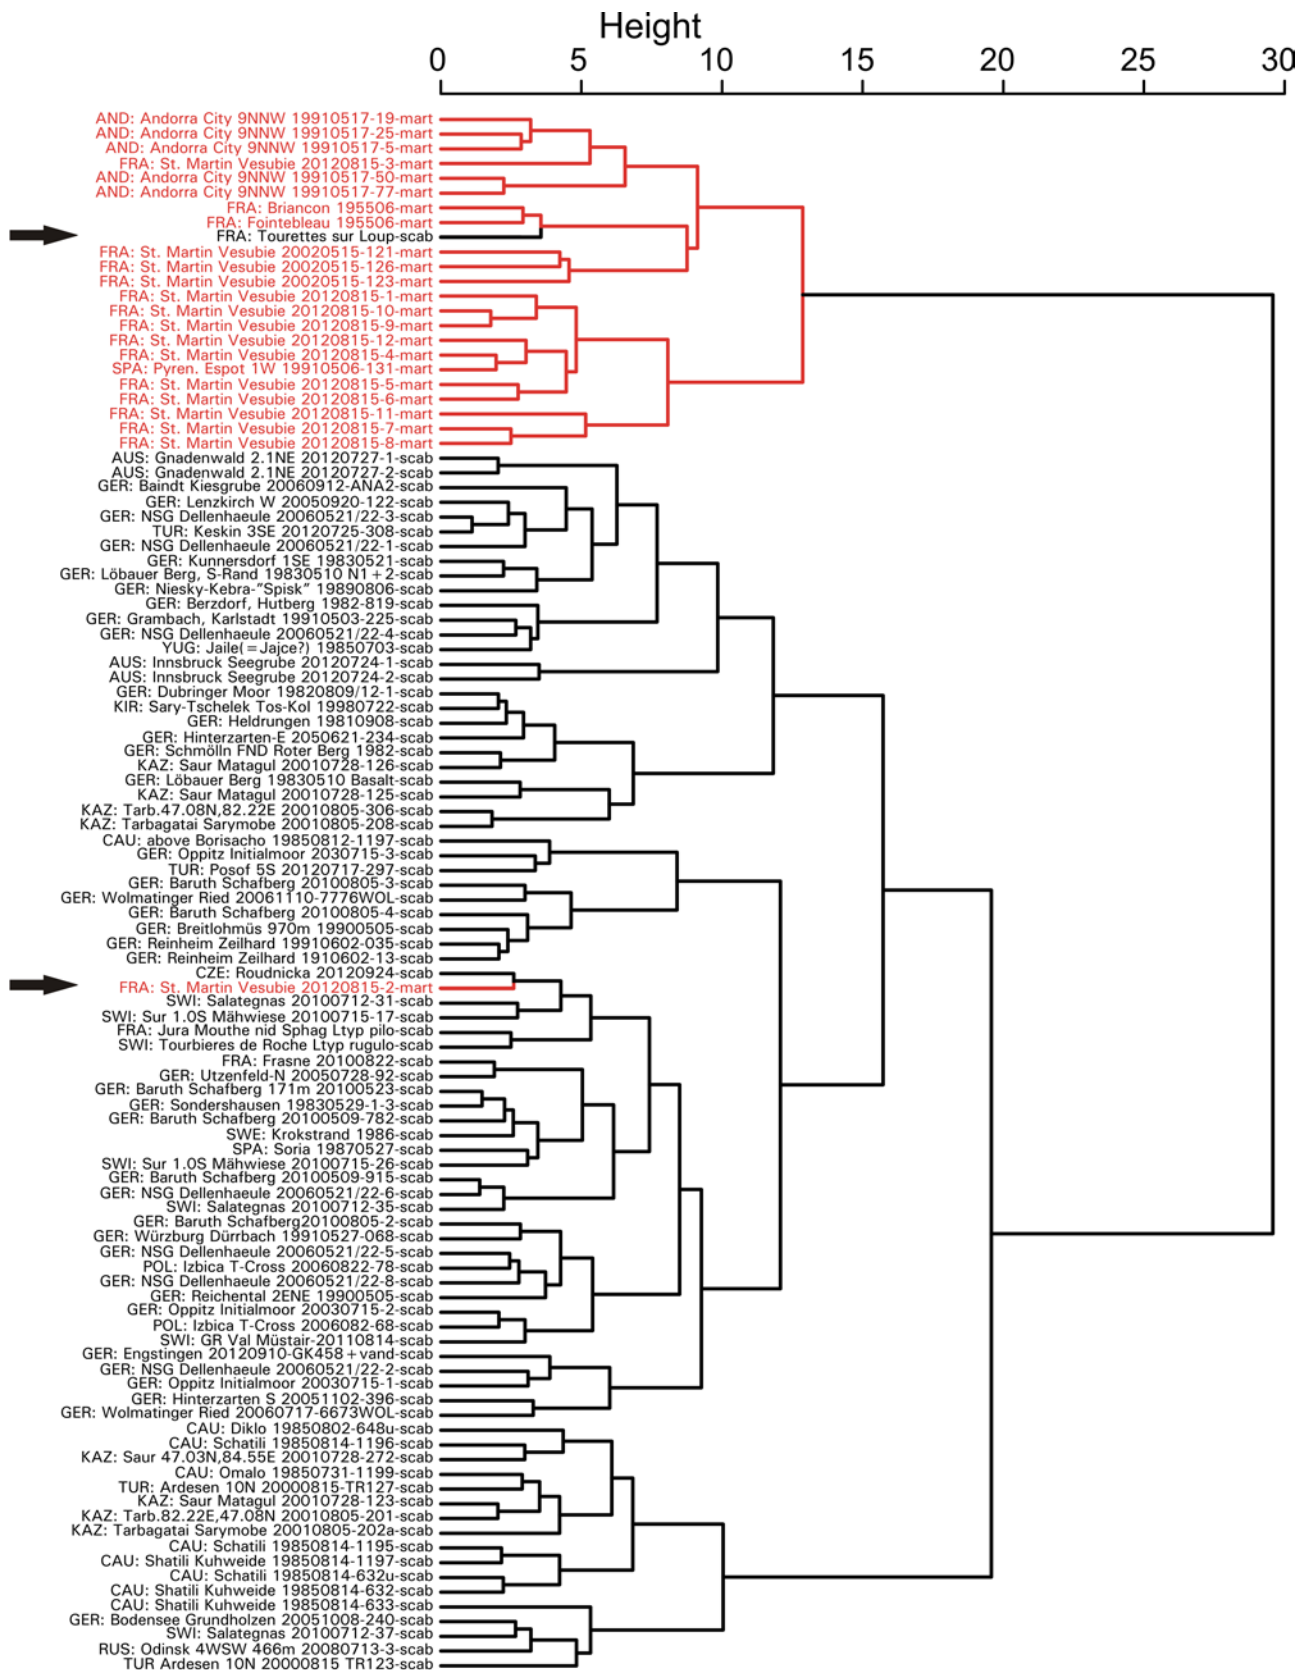 Height
0 5 10 15 20 25 30
AND: Andorra City 9NNW 19910517-19-mart
AND: Andorra City 9NNW 19910517-25-mart
AND: Andorra City 9NNW 19910517-5-mart
FRA: St. Martin Vesubie 20120815-3-mart
AND: Andorra City 9NNW 19910517-50-mart
AND: Andorra City 9NNW 19910517-77-mart
FRA: Briancon 195506-mart
FRA: Fointebleau 195506-mart
FRA: Tourettes sur Loup-scab
FRA: St. Martin Vesubie 20020515-121-mart
FRA: St. Martin Vesubie 20020515-126-mart
FRA: St. Martin Vesubie 20020515-123-mart
FRA: St. Martin Vesubie 20120815-1-mart
FRA: St. Martin Vesubie 20120815-10-mart
FRA: St. Martin Vesubie 20120815-9-mart
FRA: St. Martin Vesubie 20120815-12-mart
FRA: St. Martin Vesubie 20120815-4-mart
SPA: Pyren. Espot 1W 19910506-131-mart
FRA: St. Martin Vesubie 20120815-5-mart
FRA: St. Martin Vesubie 20120815-6-mart
FRA: St. Martin Vesubie 20120815-11-mart
FRA: St. Martin Vesubie 20120815-7-mart
FRA: St. Martin Vesubie 20120815-8-mart
AUS: Gnadenwald 2.1NE 20120727-1-scab
AUS: Gnadenwald 2.1NE 20120727-2-scab
GER: Baindt Kiesgrube 20060912-ANA2-scab
GER: Lenzkirch W 20050920-122-scab
GER: NSG Dellenhaeule 20060521/22-3-scab
TUR: Keskin 3SE 20120725-308-scab
GER: NSG Dellenhaeule 20060521/22-1-scab
GER: Kunnersdorf 1SE 19830521-scab
GER: Löbauer Berg, S-Rand 19830510 N1+2-scab
GER: Niesky-Kebra-"Spisk" 19890806-scab
GER: Berzdorf, Hutberg 1982-819-scab
GER: Grambach, Karlstadt 19910503-225-scab
GER: NSG Dellenhaeule 20060521/22-4-scab
YUG: Jaile(=Jajce?) 19850703-scab
AUS: Innsbruck Seegrube 20120724-1-scab
AUS: Innsbruck Seegrube 20120724-2-scab
GER: Dubringer Moor 19820809/12-1-scab
KIR: Sary-Tschelek Tos-Kol 19980722-scab
GER: Heldrungen 19810908-scab
GER: Hinterzarten-E 2050621-234-scab
GER: Schmölln FND Roter Berg 1982-scab
KAZ: Saur Matagul 20010728-126-scab
GER: Löbauer Berg 19830510 Basalt-scab
KAZ: Saur Matagul 20010728-125-scab
KAZ: Tarb.47.08N,82.22E 20010805-306-scab
KAZ: Tarbagatai Sarymobe 20010805-208-scab
CAU: above Borisacho 19850812-1197-scab
GER: Oppitz Initialmoor 2030715-3-scab
TUR: Posof 5S 20120717-297-scab
GER: Baruth Schafberg 20100805-3-scab
GER: Wolmatinger Ried 20061110-7776WOL-scab
GER: Baruth Schafberg 20100805-4-scab
GER: Breitlohmüs 970m 19900505-scab
GER: Reinheim Zeilhard 19910602-035-scab
GER: Reinheim Zeilhard 1910602-13-scab
CZE: Roudnicka 20120924-scab
FRA: St. Martin Vesubie 20120815-2-mart
SWI: Salategnas 20100712-31-scab
SWI: Sur 1.0S Mähwiese 20100715-17-scab
FRA: Jura Mouthe nid Sphag Ltyp pilo-scab
SWI: Tourbieres de Roche Ltyp rugulo-scab
FRA: Frasne 20100822-scab
GER: Utzenfeld-N 20050728-92-scab
GER: Baruth Schafberg 171m 20100523-scab
GER: Sondershausen 19830529-1-3-scab
GER: Baruth Schafberg 20100509-782-scab
SWE: Krokstrand 1986-scab
SPA: Soria 19870527-scab
SWI: Sur 1.0S Mähwiese 20100715-26-scab
GER: Baruth Schafberg 20100509-915-scab
GER: NSG Dellenhaeule 20060521/22-6-scab
SWI: Salategnas 20100712-35-scab
GER: Baruth Schafberg20100805-2-scab
GER: Würzburg Dürrbach 19910527-068-scab
GER: NSG Dellenhaeule 20060521/22-5-scab
POL: Izbica T-Cross 20060822-78-scab
GER: NSG Dellenhaeule 20060521/22-8-scab
GER: Reichental 2ENE 19900505-scab
GER: Oppitz Initialmoor 20030715-2-scab
POL: Izbica T-Cross 2006082-68-scab
SWI: GR Val Müstair-20110814-scab
GER: Engstingen 20120910-GK458+vand-scab
GER: NSG Dellenhaeule 20060521/22-2-scab
GER: Oppitz Initialmoor 20030715-1-scab
GER: Hinterzarten S 20051102-396-scab
GER: Wolmatinger Ried 20060717-6673WOL-scab
CAU: Diklo 19850802-648u-scab
CAU: Schatili 19850814-1196-scab
KAZ: Saur 47.03N,84.55E 20010728-272-scab
CAU: Omalo 19850731-1199-scab
TUR: Ardesen 10N 20000815-TR127-scab
KAZ: Saur Matagul 20010728-123-scab
KAZ: Tarb.82.22E,47.08N 20010805-201-scab
KAZ: Tarbagatai Sarymobe 20010805-202a-scab
CAU: Schatili 19850814-1195-scab
CAU: Shatili Kuhweide 19850814-1197-scab
CAU: Schatili 19850814-632u-scab
CAU: Shatili Kuhweide 19850814-632-scab
CAU: Shatili Kuhweide 19850814-633-scab
GER: Bodensee Grundholzen 20051008-240-scab
SWI: Salategnas 20100712-37-scab
RUS: Odinsk 4WSW 466m 20080713-3-scab
TUR Ardesen 10N 20000815 TR123-scab